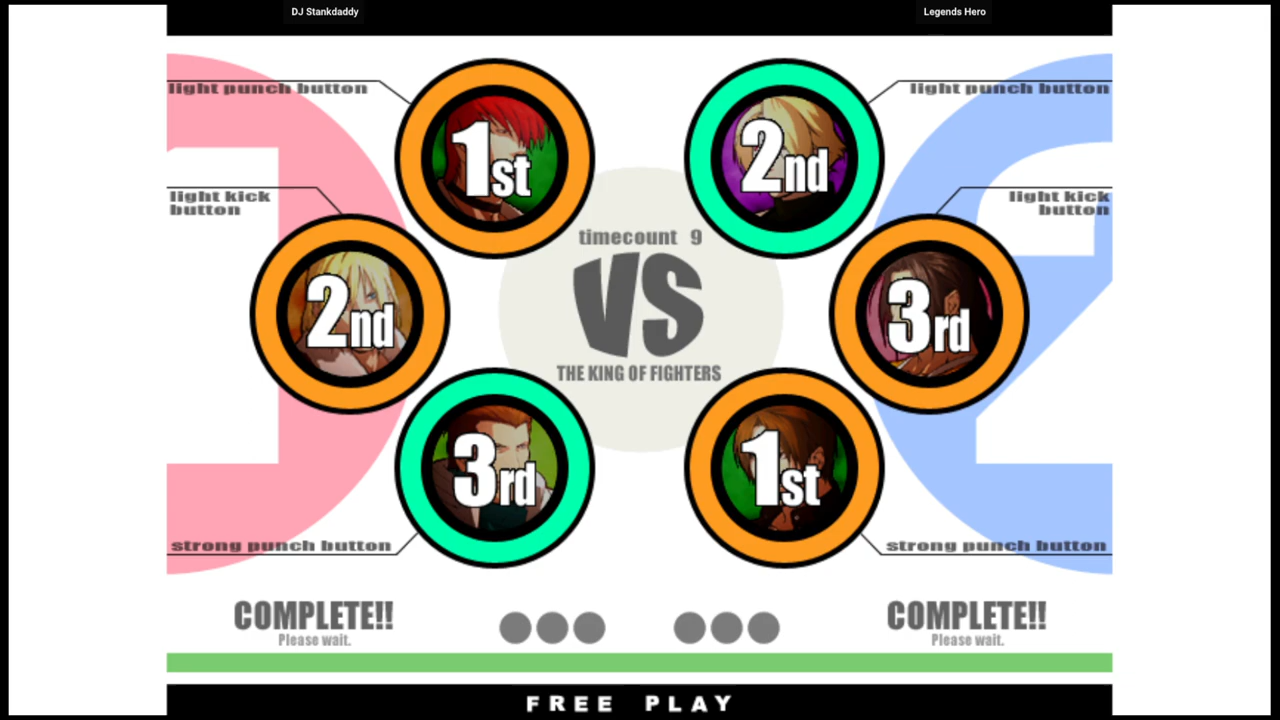 DJ Stankdaddy
Legends Hero
light punch button
light punch button
1st
2nd
light kick
button
light kick
button
timecount 9
VS
THE KING OF FIGHTERS
2nd
3rd
3rd
1st
strong punch button
strong punch button
COMPLETE!!
Please wait.
COMPLETE!!
Please wait.
FREE PLAY
1
2